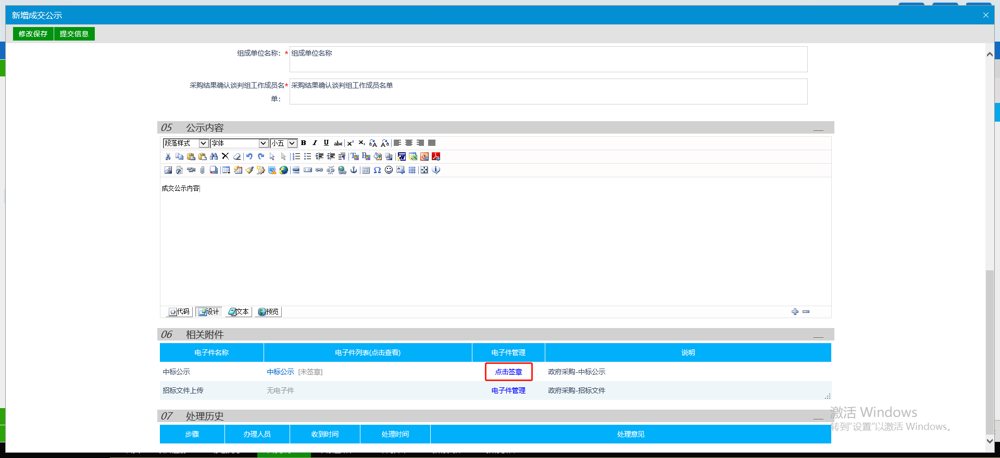 新增成交公示
修改保存 提交信息
组成单位名称： * 组成单位名称
采购结果确认谈判组工作成员名* 采购结果确认谈判组工作成员名单
单：
05 公示内容
段落样式 字体 小五 B I U abc
成交公示内容
代码 设计 文本 预览
06 相关附件
电子件名称 电子件列表(点击查看) 电子件管理 说明
中标公示 中标公示 [未签章] 点击签章 政府采购-中标公示
招标文件上传 无电子件 电子件管理 政府采购-招标文件
激活 Windows
07 处理历史
转到"设置"以激活 Windows。
步骤 办理人员 收到时间 处理时间 处理意见